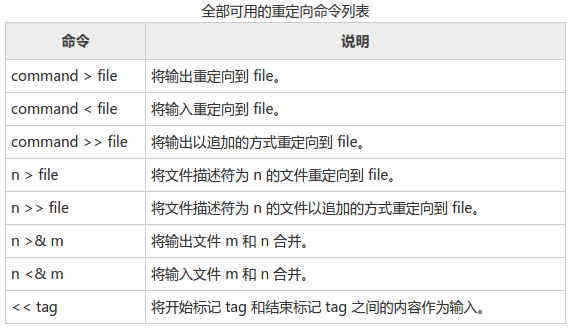 全部可用的重定向命令列表
命令 说明
command > file 将输出重定向到 file。
command < file 将输入重定向到 file。
command >> file 将输出以追加的方式重定向到 file。
n > file 将文件描述符为 n 的文件重定向到 file。
n >> file 将文件描述符为 n 的文件以追加的方式重定向到 file。
n >& m 将输出文件 m 和 n 合并。
n <& m 将输入文件 m 和 n 合并。
<< tag 将开始标记 tag 和结束标记 tag 之间的内容作为输入。